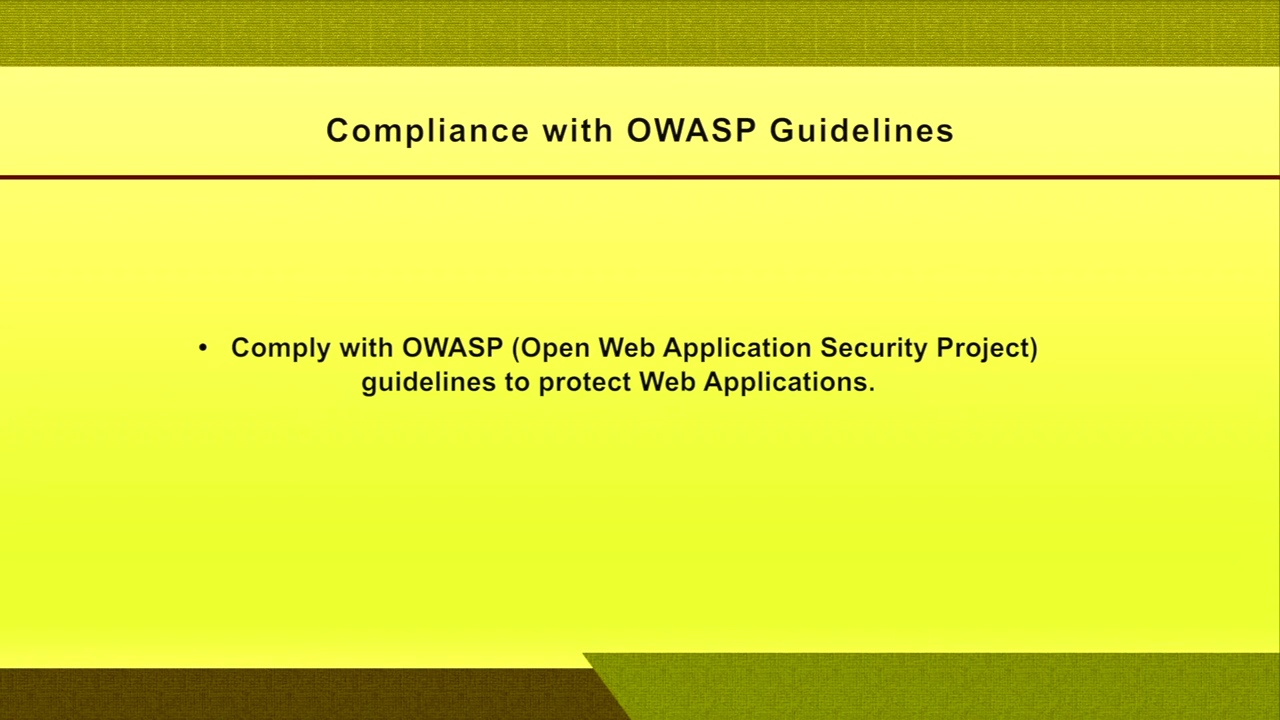 Compliance with OWASP Guidelines
• Comply with OWASP (Open Web Application Security Project)
guidelines to protect Web Applications.